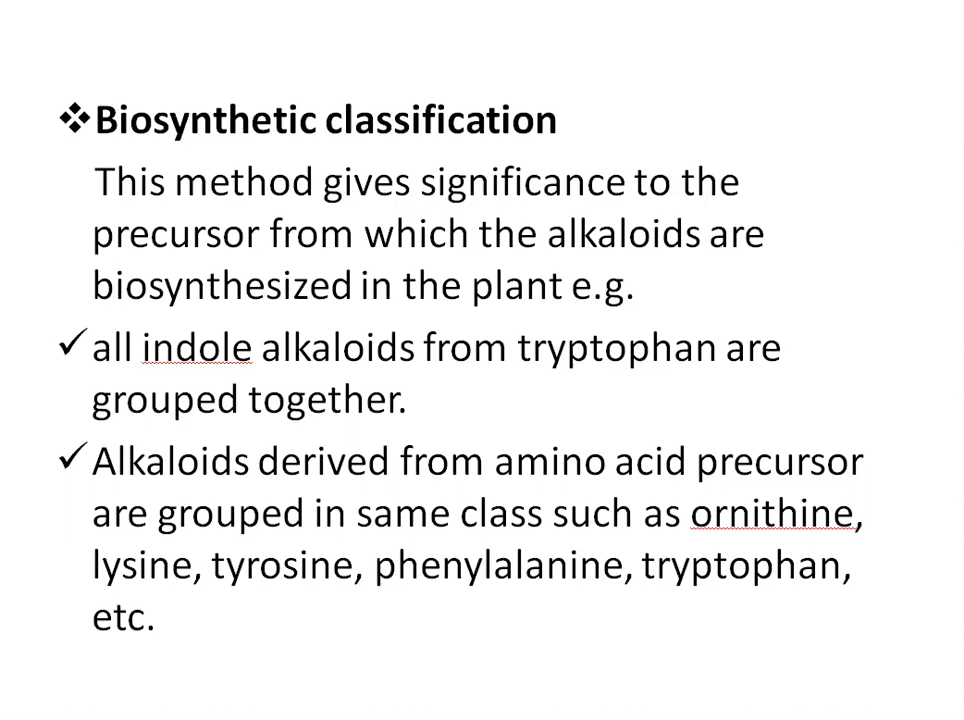 ❖Biosynthetic classification
This method gives significance to the
precursor from which the alkaloids are
biosynthesized in the plant e.g.
✓all indole alkaloids from tryptophan are
grouped together.
✓Alkaloids derived from amino acid precursor
are grouped in same class such as ornithine,
lysine, tyrosine, phenylalanine, tryptophan,
etc.